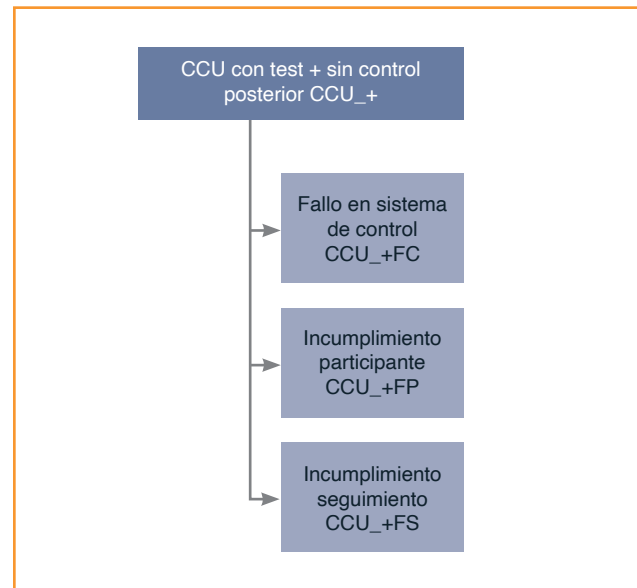 CCU con test + sin control
posterior CCU_+
Fallo en sistema
de control
CCU_+FC
Incumplimiento
participante
CCU_+FP
Incumplimiento
seguimiento
CCU_+FS